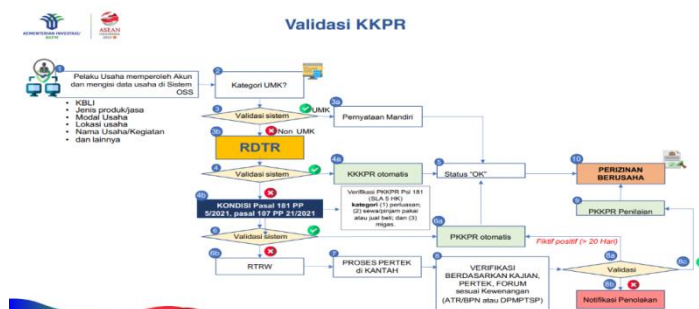 KEMENTERIAN INVESTASI/
BKPM
ASEAN
Validasi KKPR
1
Pelaku Usaha memperoleh Akun
dan mengisi data usaha di Sistem
OSS
• KBLI
• Jenis produk/jasa
• Modal Usaha
• Lokasi usaha
• Nama Usaha/Kegiatan
• dan lainnya
2
Kategori UMK?
3
Validasi sistem
UMK
3a
Pernyataan Mandiri
Non UMK
3b
RDTR
4
Validasi sistem
4a
KKKPR otomatis
5
Status "OK"
10
PERIZINAN
BERUSAHA
4b
KONDISI Pasal 181 PP
5/2021, pasal 187 PP 21/2021
Verifikasi PKKPR Psl 181
(SLA 5 HK)
kategori (1) perluasan;
(2) sewa/pinjam pakai
atau jual beli; dan (3)
migas.
9
PKKPR Penilaian
6
Validasi sistem
6a
PKKPR otomatis
Fiktif positif (> 20 Hari)
6b
RTRW
7
PROSES PERTEK
di KANTAH
8
VERIFIKASI
BERDASARKAN KAJIAN,
PERTEK, FORUM
sesuai Kewenangan
(ATR/BPN atau DPMPTSP)
8a
Validasi
8b
Notifikasi Penolakan